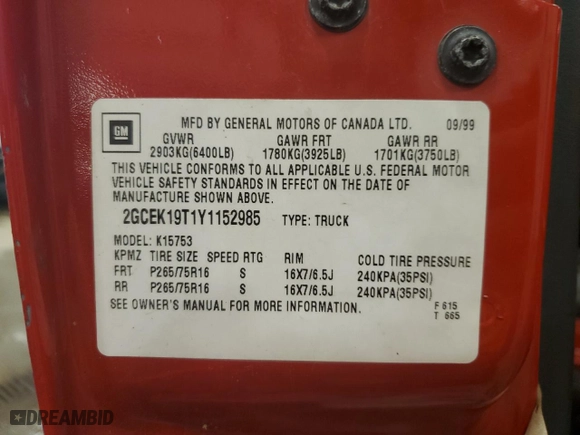 MFD BY GENERAL MOTORS OF CANADA LTD. 09/99
GM
GVWR GAWR FRT GAWR RR
2903KG(6400LB) 1780KG(3925LB) 1701KG(3750LB)
THIS VEHICLE CONFORMS TO ALL APPLICABLE U.S. FEDERAL MOTOR
VEHICLE SAFETY STANDARDS IN EFFECT ON THE DATE OF
MANUFACTURE SHOWN ABOVE.
2GCEK19T1Y1152985 TYPE: TRUCK
MODEL: K15753
KPMZ TIRE SIZE SPEED RTG RIM COLD TIRE PRESSURE
FRT P265/75R16 S 16X7/6.5J 240KPA(35PSI)
RR P265/75R16 S 16X7/6.5J 240KPA(35PSI)
SEE OWNER'S MANUAL FOR MORE INFORMATION.
F 615
T 665
DREAMBID